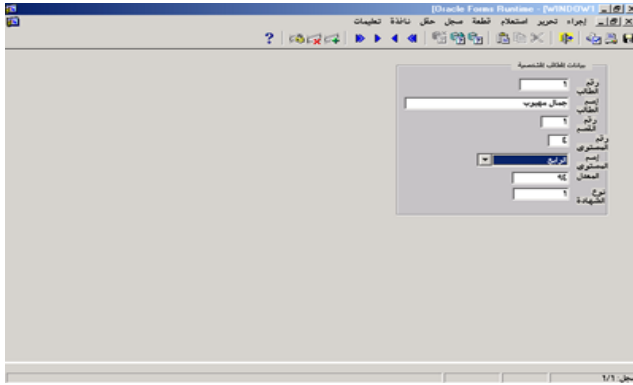 [Oracle Forms Runtime - [WINDOW1
إجراء تحرير استعلام قطعة سجل حقل نافذة تعليمات
بيانات الطالب الشخصية
رقم الطالب ١
إسم الطالب جمال مهيوب
رقم القسم ١
رقم المستوى ٤
إسم المستوى الرابع
المعدل ٩٤
نوع الشهادة ١
سجل: 1/1